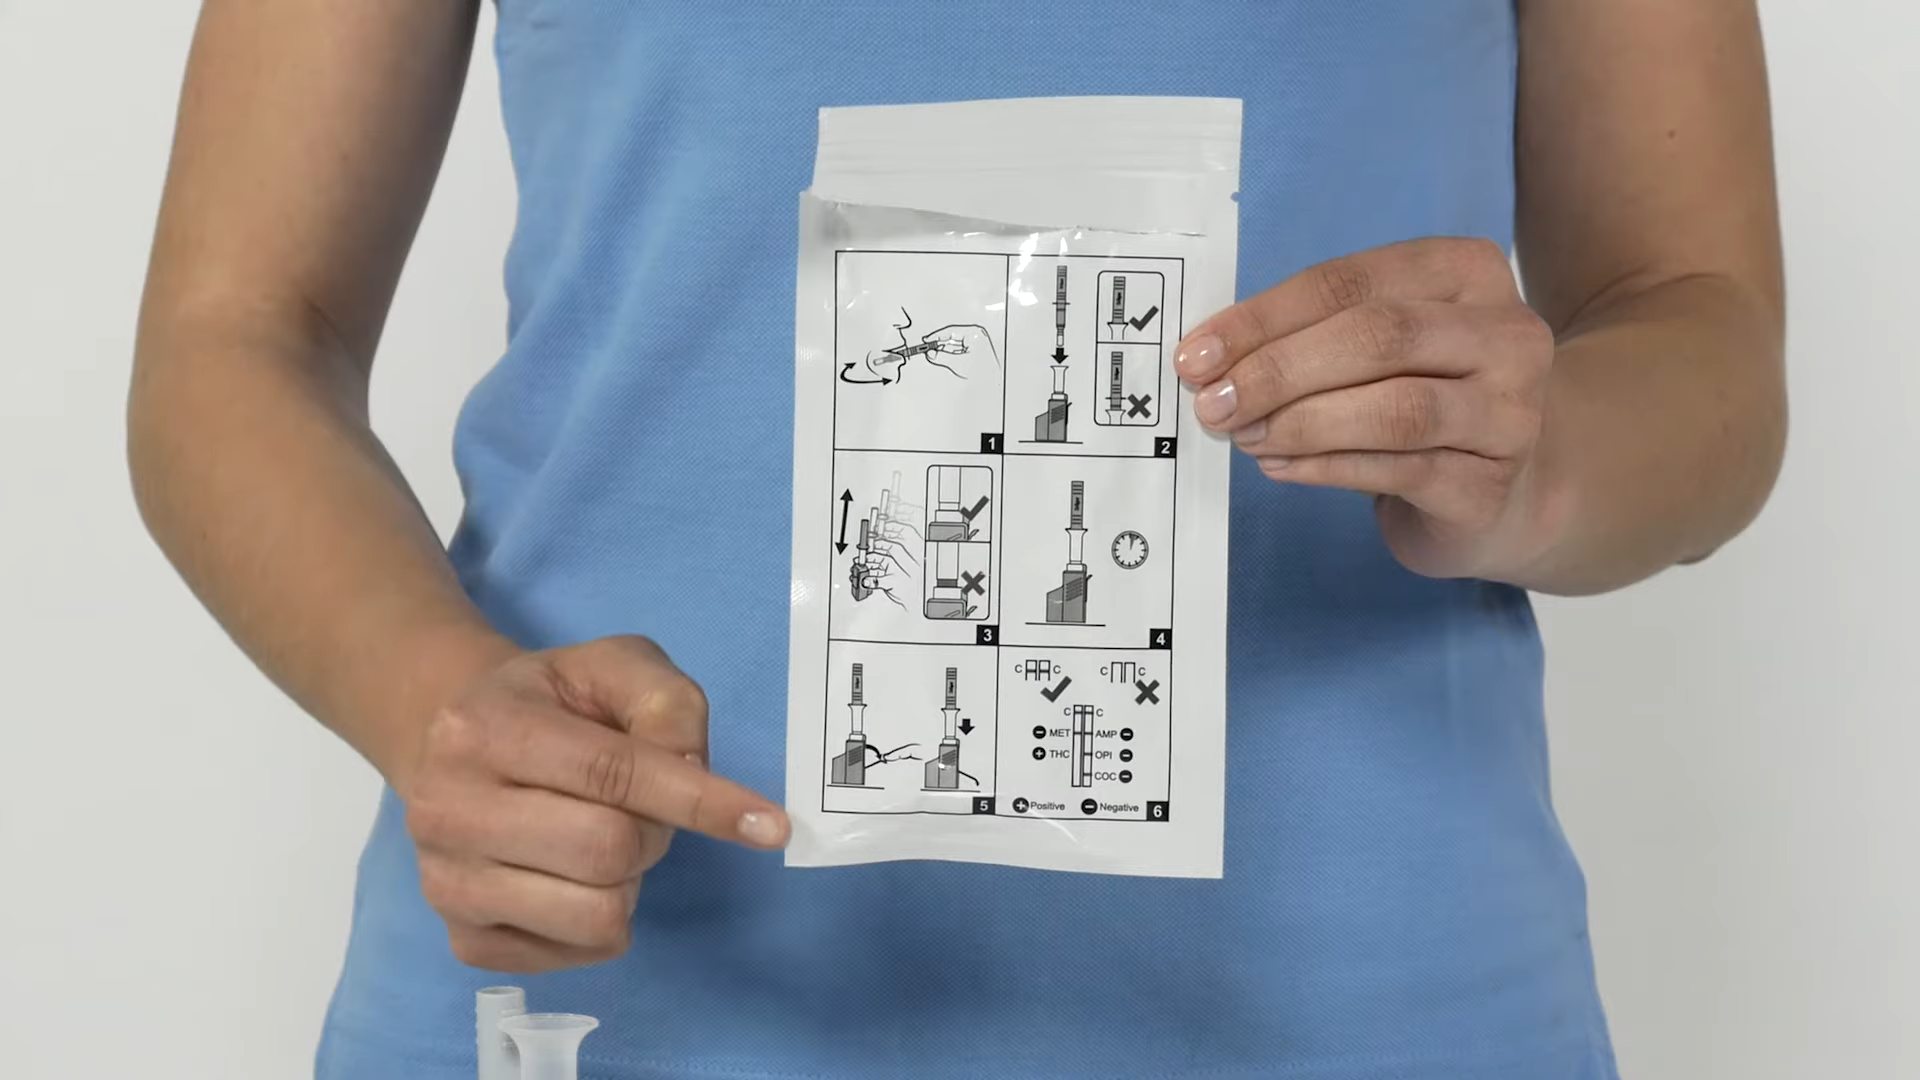 1
2
3
4
5
C C C C
C C
MET AMP
THC OPI
COC
Positive Negative 6